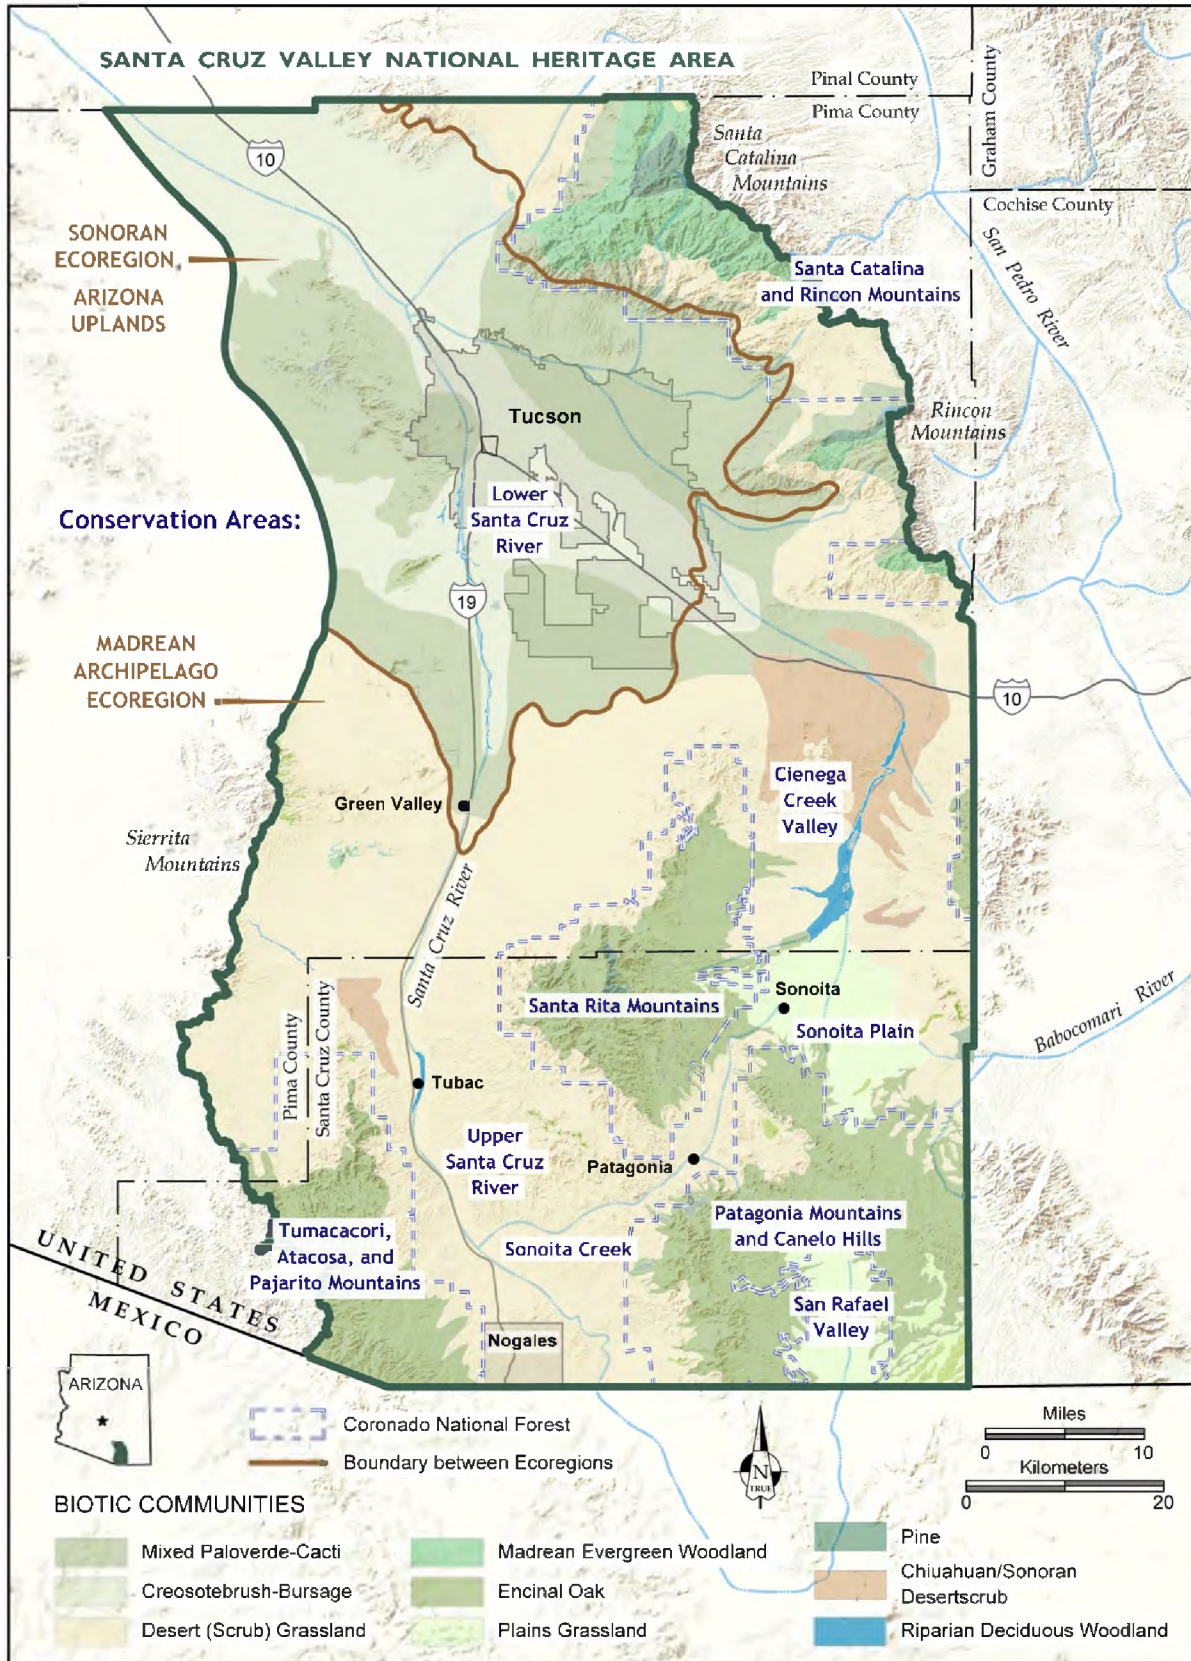 SANTA CRUZ VALLEY NATIONAL HERITAGE AREA
Pinal County
Pima County
Graham County
Cochise County
10
Santa
Catalina
Mountains
SONORAN
ECOREGION
ARIZONA
UPLANDS
San Pedro River
Santa Catalina
and Rincon Mountains
Rincon
Mountains
Tucson
Lower
Santa Cruz
River
Conservation Areas:
19
MADREAN
ARCHIPELAGO
ECOREGION
10
Cienega
Creek
Valley
Green Valley
Sierrita
Mountains
Santa Cruz River
Santa Rita Mountains
Sonoita
Sonoita Plain
Babocomari River
Pima County
Santa Cruz County
Tubac
Upper
Santa Cruz
River
Patagonia
Patagonia Mountains
and Canelo Hills
Tumacacori,
Atacosa, and
Pajarito Mountains
Sonoita Creek
San Rafael
Valley
UNITED STATES
MEXICO
Nogales
ARIZONA
Coronado National Forest
Boundary between Ecoregions
N
TRUE
Miles
0 10
Kilometers
0 20
BIOTIC COMMUNITIES
Mixed Paloverde-Cacti
Creosotebrush-Bursage
Desert (Scrub) Grassland
Madrean Evergreen Woodland
Encinal Oak
Plains Grassland
Pine
Chiuahuan/Sonoran
Desertscrub
Riparian Deciduous Woodland